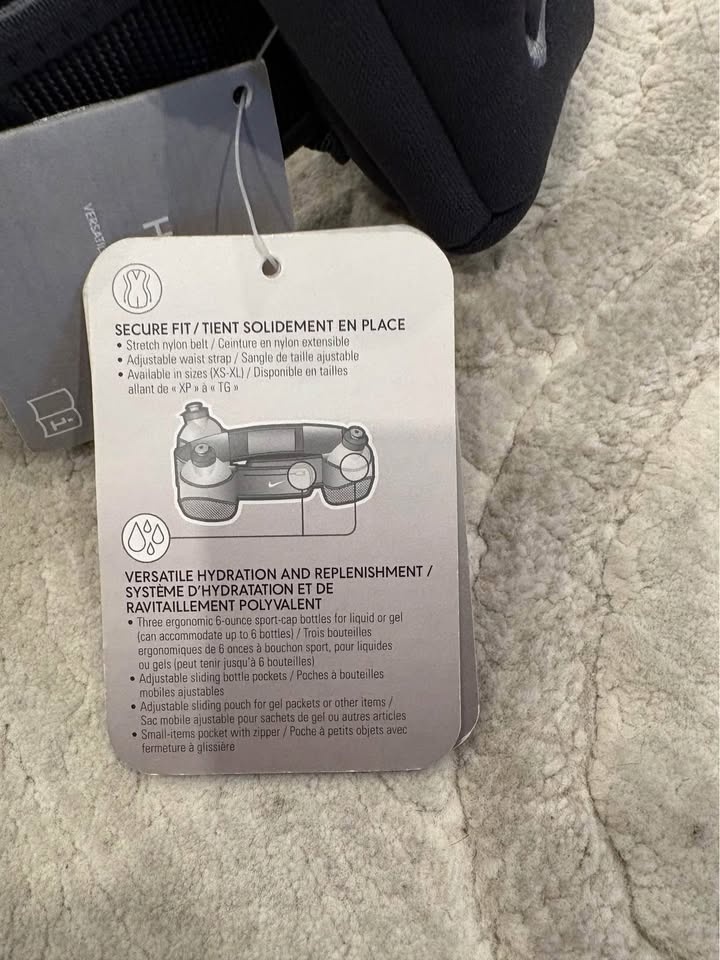 VERSATIL
H
SECURE FIT / TIENT SOLIDEMENT EN PLACE
• Stretch nylon belt / Ceinture en nylon extensible
• Adjustable waist strap / Sangle de taille ajustable
• Available in sizes (XS-XL) / Disponible en tailles
allant de « XP » à « TG »
VERSATILE HYDRATION AND REPLENISHMENT /
SYSTÈME D'HYDRATATION ET DE
RAVITAILLEMENT POLYVALENT
• Three ergonomic 6-ounce sport-cap bottles for liquid or gel
(can accommodate up to 6 bottles) / Trois bouteilles
ergonomiques de 6 onces à bouchon sport, pour liquides
ou gels (peut tenir jusqu'à 6 bouteilles)
• Adjustable sliding bottle pockets / Poches à bouteilles
mobiles ajustables
• Adjustable sliding pouch for gel packets or other items /
Sac mobile ajustable pour sachets de gel ou autres articles
• Small-items pocket with zipper / Poche à petits objets avec
fermeture à glissière